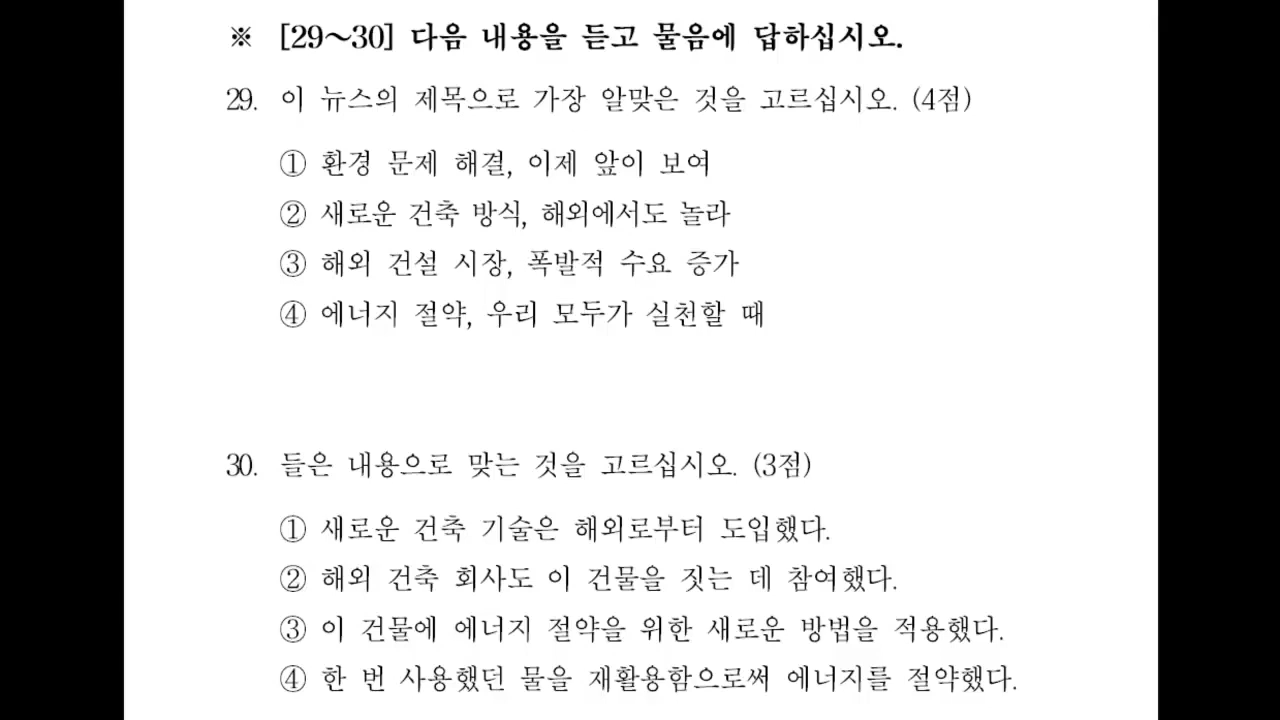 ※ [29～30] 다음 내용을 듣고 물음에 답하십시오.
29. 이 뉴스의 제목으로 가장 알맞은 것을 고르십시오. (4점)
① 환경 문제 해결, 이제 앞이 보여
② 새로운 건축 방식, 해외에서도 놀라
③ 해외 건설 시장, 폭발적 수요 증가
④ 에너지 절약, 우리 모두가 실천할 때
30. 들은 내용으로 맞는 것을 고르십시오. (3점)
① 새로운 건축 기술은 해외로부터 도입했다.
② 해외 건축 회사도 이 건물을 짓는 데 참여했다.
③ 이 건물에 에너지 절약을 위한 새로운 방법을 적용했다.
④ 한 번 사용했던 물을 재활용함으로써 에너지를 절약했다.